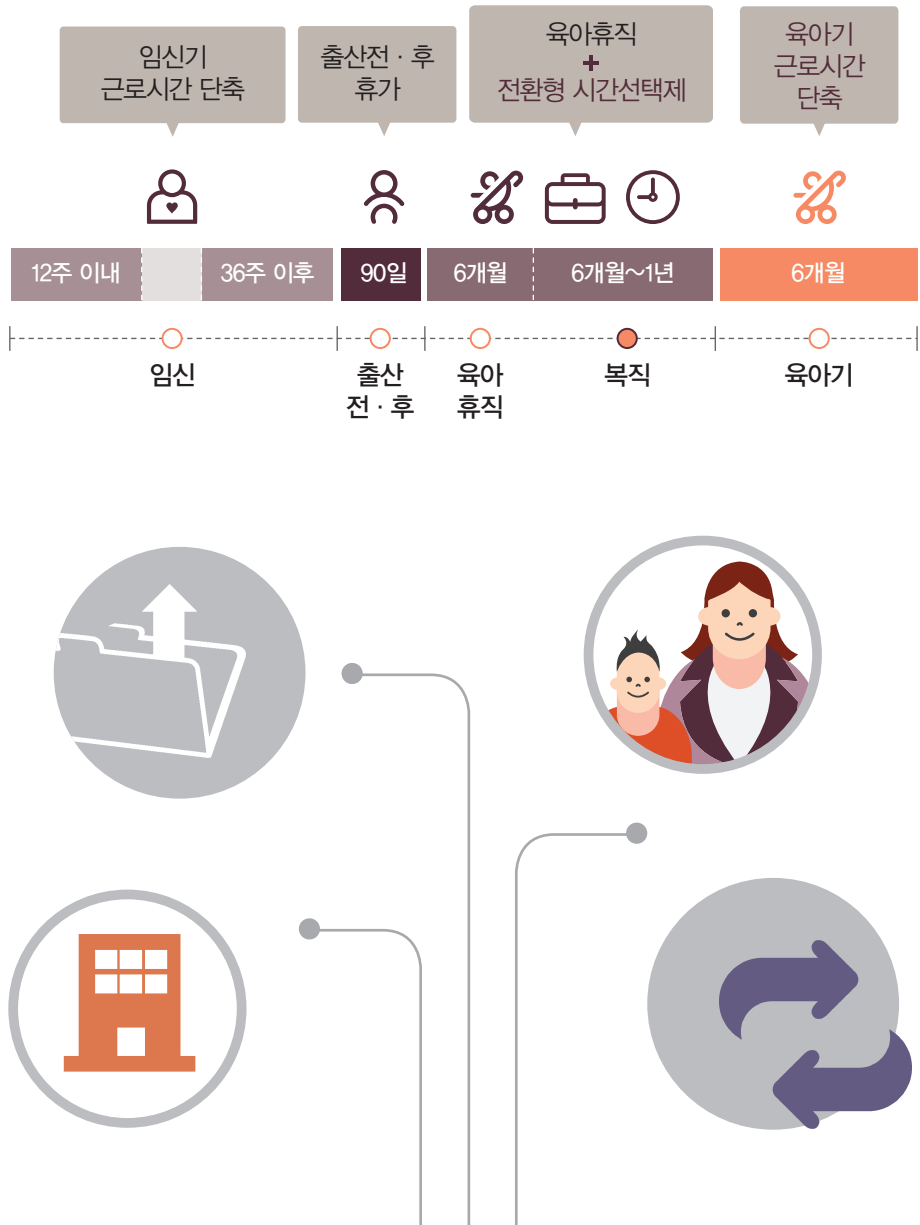 임신기
근로시간 단축
출산전 · 후
휴가
육아휴직
+
전환형 시간선택제
육아기
근로시간
단축
12주 이내
36주 이후
90일
6개월
6개월~1년
6개월
임신
출산
전 · 후
육아
휴직
복직
육아기